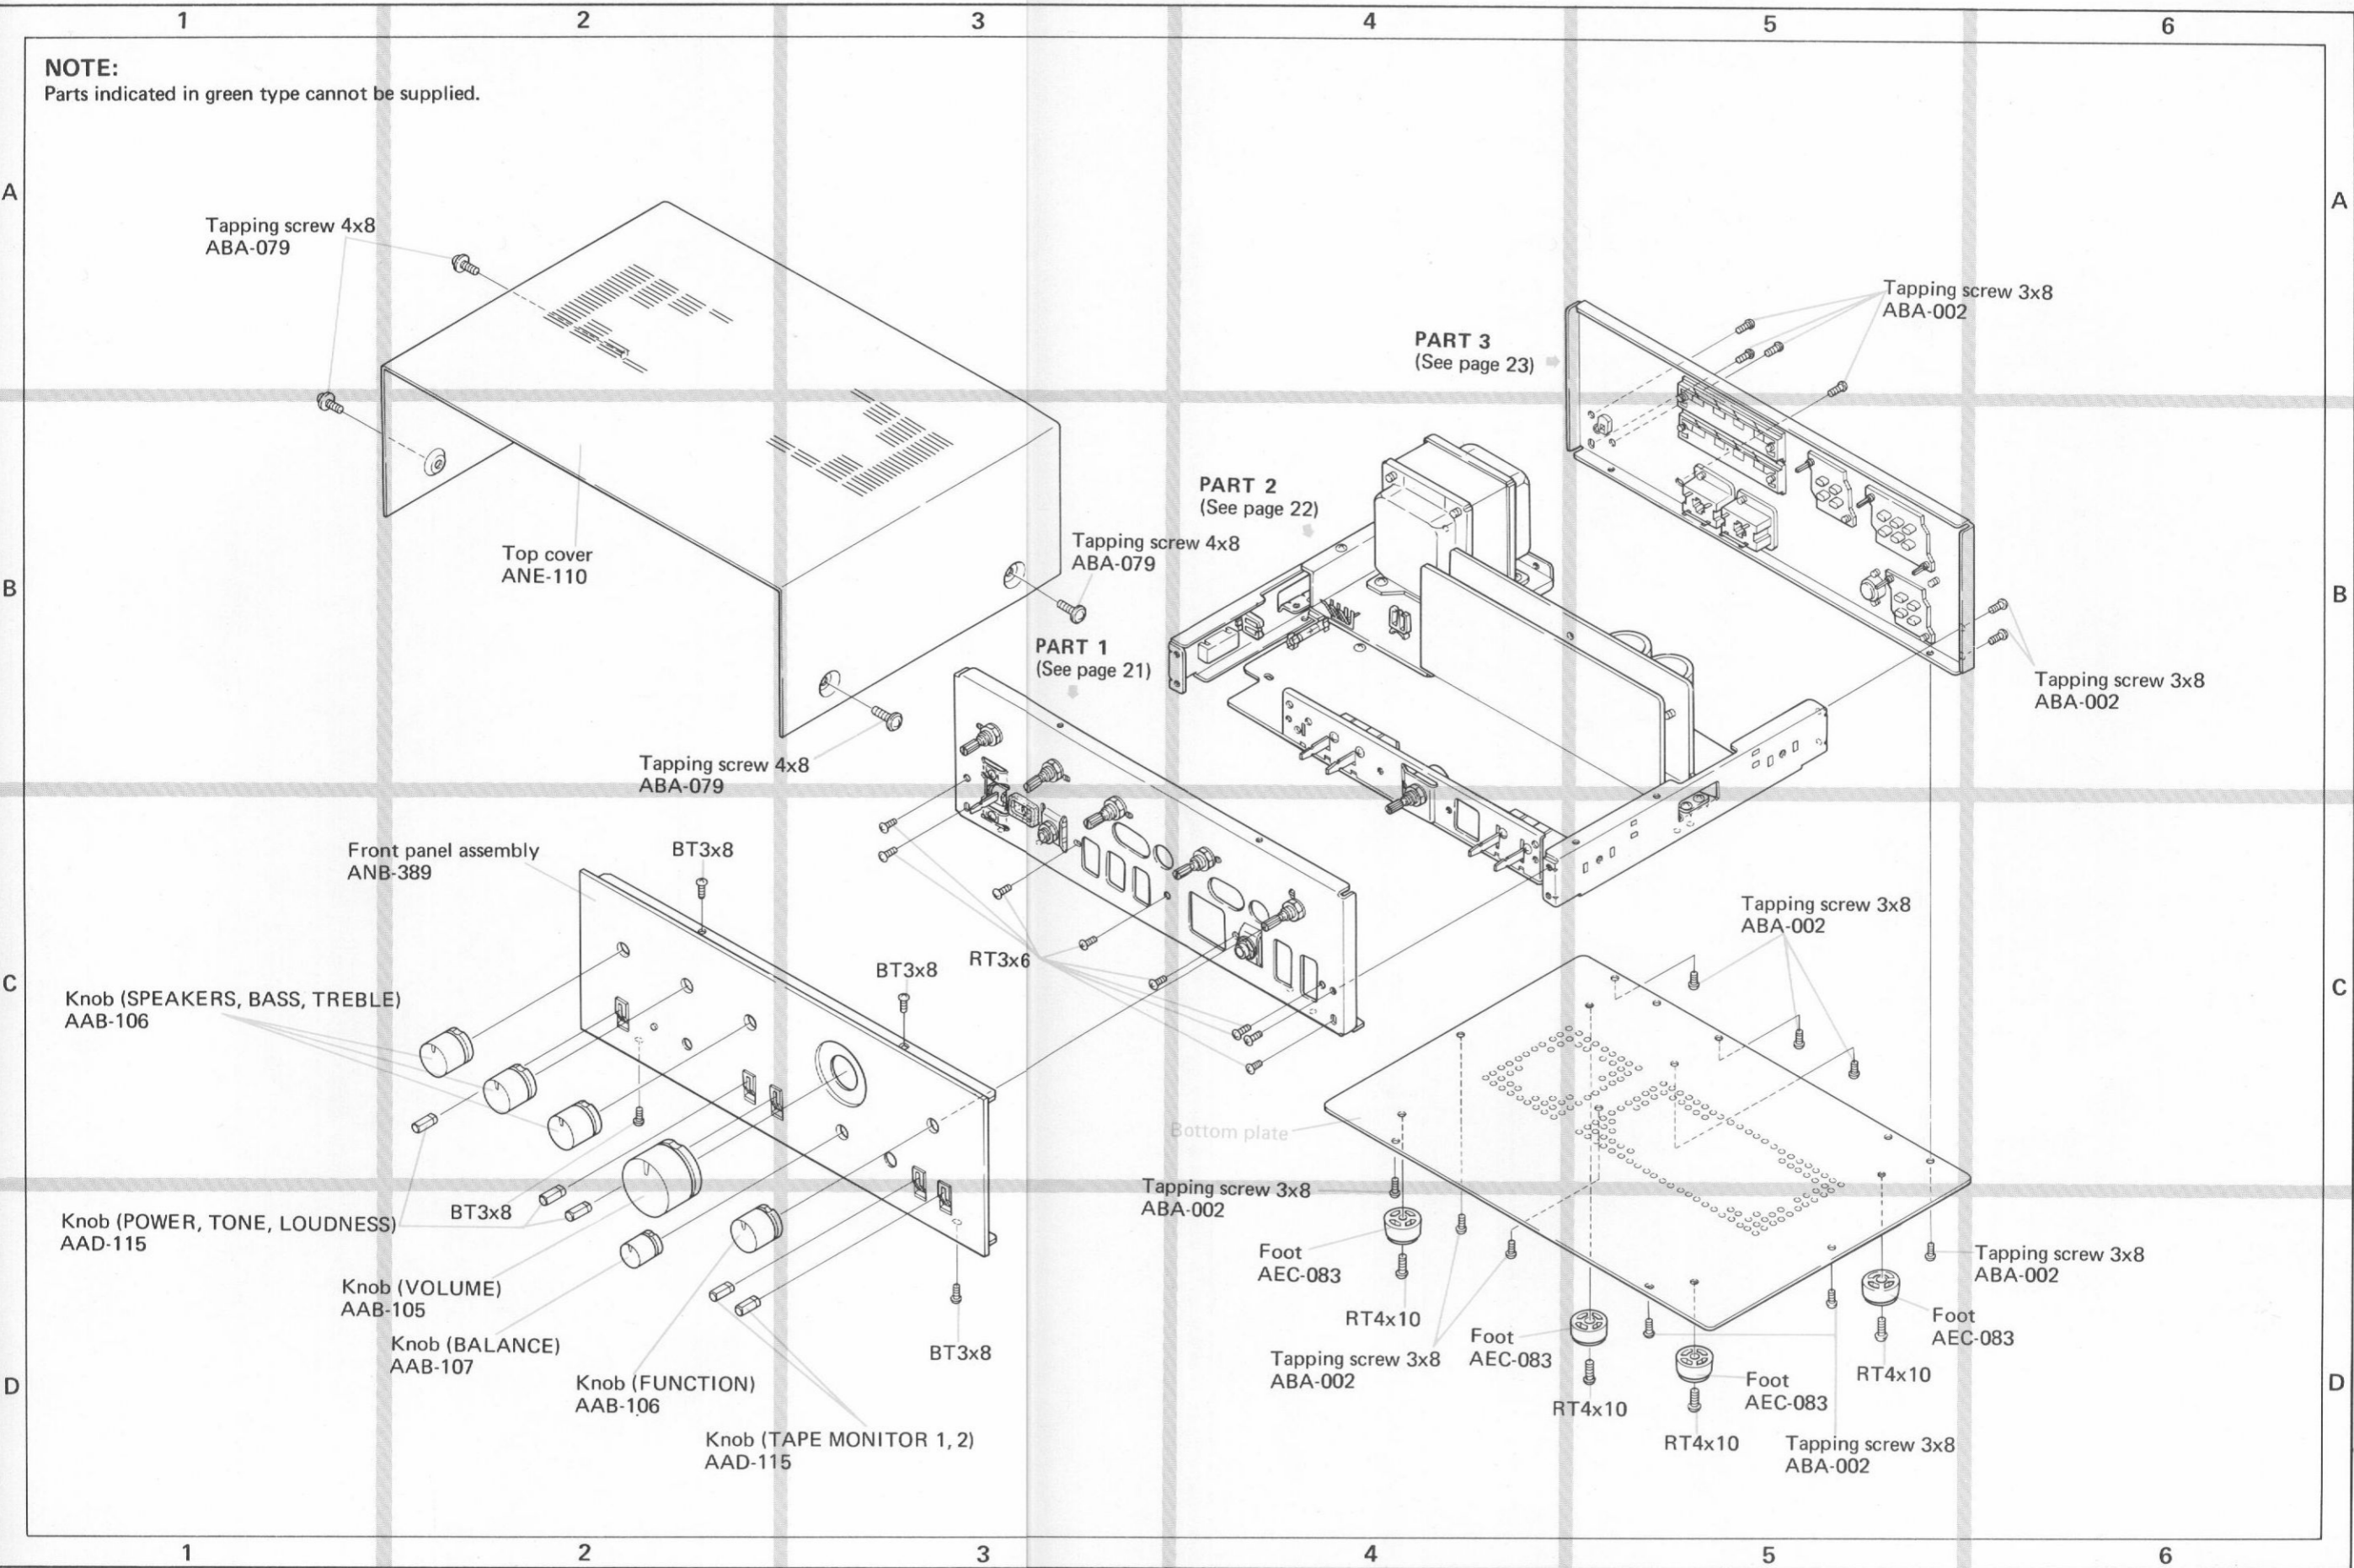 1 2 3 4 5 6
NOTE:
Parts indicated in green type cannot be supplied.
A
A
Tapping screw 4x8
ABA-079
Tapping screw 3x8
ABA-002
PART 3
(See page 23)
PART 2
(See page 22)
Top cover
ANE-110
Tapping screw 4x8
ABA-079
B
B
PART 1
(See page 21)
Tapping screw 3x8
ABA-002
Tapping screw 4x8
ABA-079
Front panel assembly
ANB-389
BT3x8
Tapping screw 3x8
ABA-002
BT3x8
RT3x6
C
C
Knob (SPEAKERS, BASS, TREBLE)
AAB-106
Bottom plate
Tapping screw 3x8
ABA-002
BT3x8
Knob (POWER, TONE, LOUDNESS)
AAD-115
Foot
AEC-083
Tapping screw 3x8
ABA-002
Knob (VOLUME)
AAB-105
RT4x10
Foot
AEC-083
Foot
AEC-083
Knob (BALANCE)
AAB-107
BT3x8
Tapping screw 3x8
ABA-002
RT4x10
D
D
Knob (FUNCTION)
AAB-106
Foot
AEC-083
RT4x10
RT4x10
Knob (TAPE MONITOR 1, 2)
AAD-115
Tapping screw 3x8
ABA-002
1 2 3 4 5 6